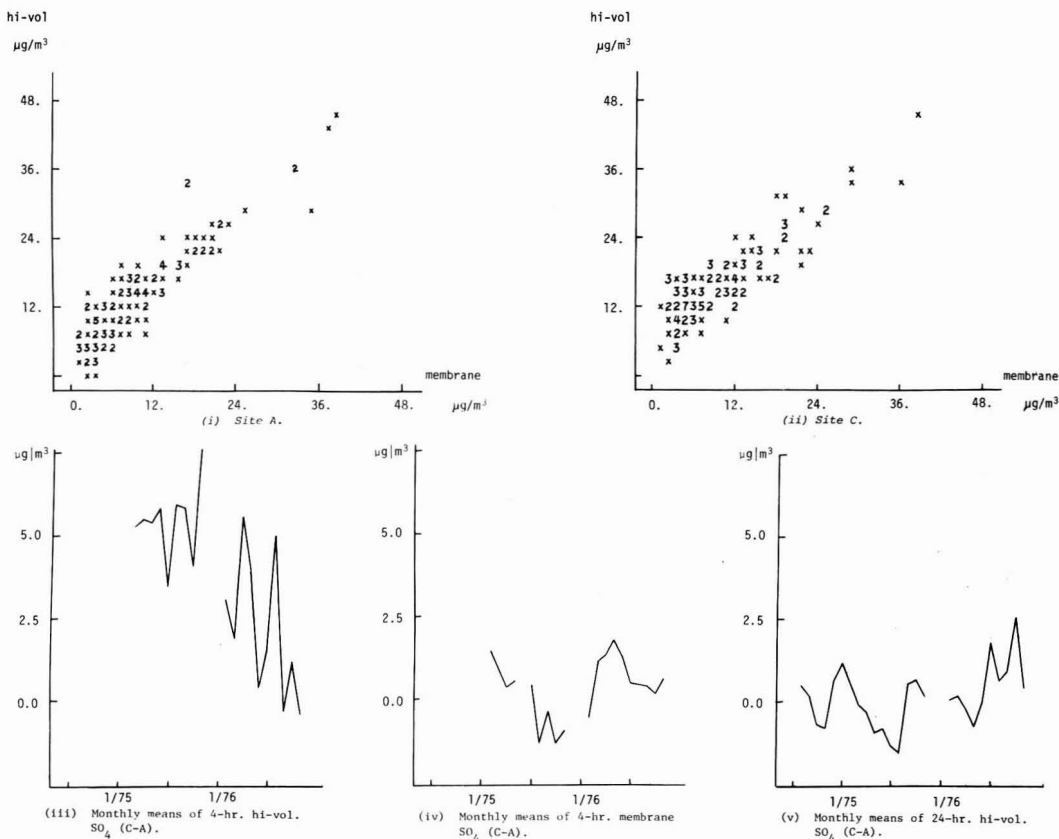 hi-vol
µg/m³
48.
36.
24.
12.
membrane
0. 12. 24. 36. 48. µg/m³
(i) Site A.
hi-vol
µg/m³
48.
36.
24.
12.
membrane
0. 12. 24. 36. 48. µg/m³
(ii) Site C.
µg|m³
5.0
2.5
0.0
1/75 1/76
(iii) Monthly means of 4-hr. hi-vol.
SO₄ (C-A).
µg|m³
5.0
2.5
0.0
1/75 1/76
(iv) Monthly means of 4-hr. membrane
SO₄ (C-A).
µg|m³
5.0
2.5
0.0
1/75 1/76
(v) Monthly means of 24-hr. hi-vol.
SO₄ (C-A).